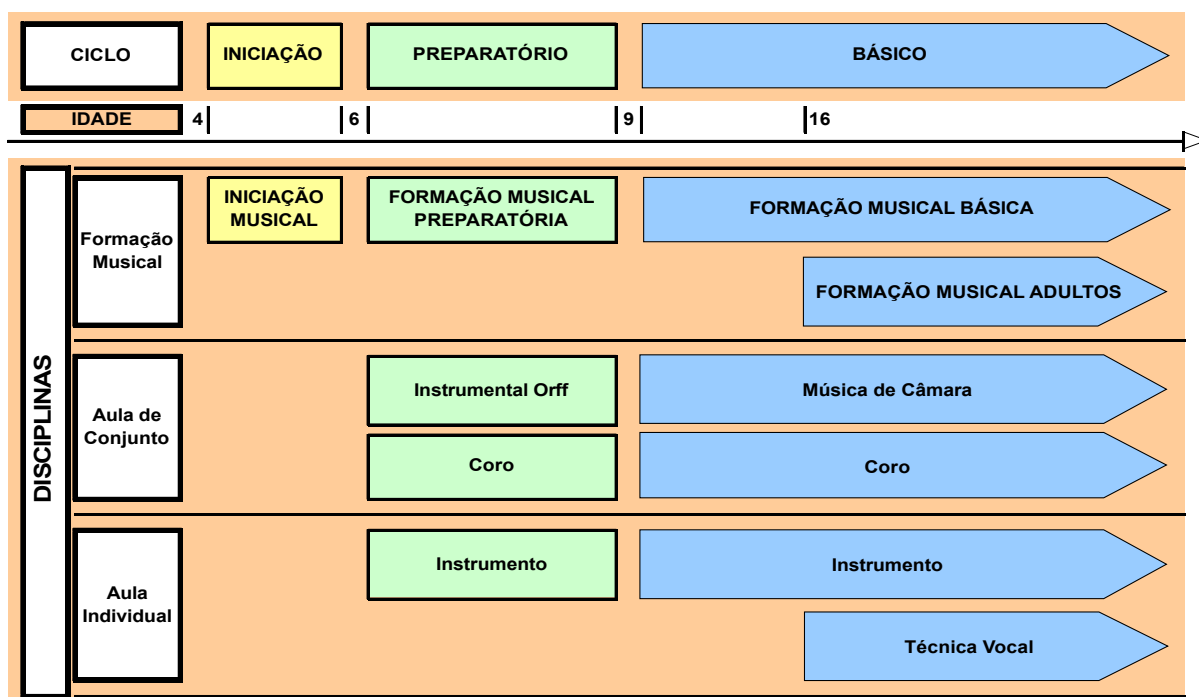 CICLO
INICIAÇÃO
PREPARATÓRIO
BÁSICO
IDADE
4
6
9
16
DISCIPLINAS
Formação
Musical
INICIAÇÃO
MUSICAL
FORMAÇÃO MUSICAL
PREPARATÓRIA
FORMAÇÃO MUSICAL BÁSICA
FORMAÇÃO MUSICAL ADULTOS
Aula de
Conjunto
Instrumental Orff
Música de Câmara
Coro
Coro
Aula
Individual
Instrumento
Instrumento
Técnica Vocal